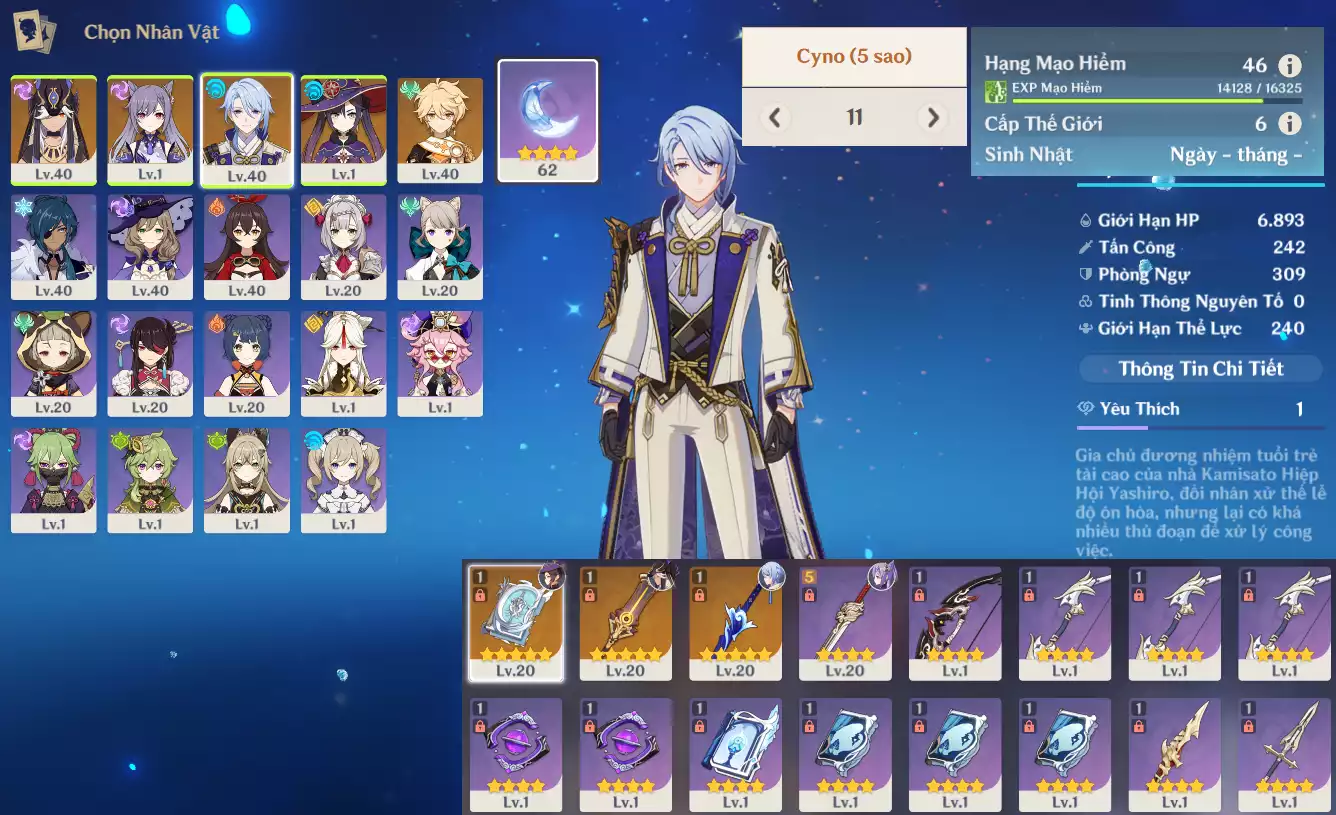 Chọn Nhân Vật
Lv.40
Lv.1
Lv.40
Lv.1
Lv.40
62
Cyno (5 sao)
11
Hạng Mạo Hiểm 46
EXP Mạo Hiểm 14128 / 16325
Cấp Thế Giới 6
Sinh Nhật Ngày - tháng -
Lv.40
Lv.40
Lv.40
Lv.20
Lv.20
Giới Hạn HP 6.893
Tấn Công 242
Phòng Ngự 309
Tinh Thông Nguyên Tố 0
Giới Hạn Thể Lực 240
Thông Tin Chi Tiết
Yêu Thích 1
Gia chủ đương nhiệm tuổi trẻ
tài cao của nhà Kamisato Hiệp
Hội Yashiro, đối nhân xử thế lễ
độ ôn hòa, nhưng lại có khá
nhiều thủ đoạn để xử lý công
việc.
Lv.20
Lv.20
Lv.20
Lv.1
Lv.1
Lv.1
Lv.1
Lv.1
Lv.1
1
1
1
5
1
1
1
1
Lv.20
Lv.20
Lv.20
Lv.20
Lv.1
Lv.1
Lv.1
Lv.1
1
1
1
1
1
1
1
1
Lv.1
Lv.1
Lv.1
Lv.1
Lv.1
Lv.1
Lv.1
Lv.1